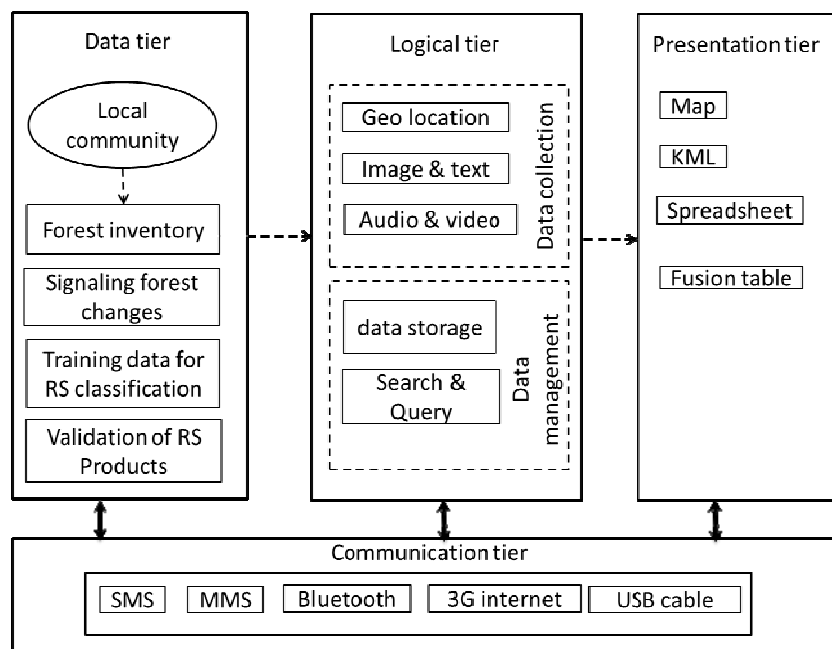 Data tier
Local
community
Forest inventory
Signaling forest
changes
Training data for
RS classification
Validation of RS
Products
Logical tier
Geo location
Image & text
Audio & video
Data collection
data storage
Search &
Query
Data
management
Presentation tier
Map
KML
Spreadsheet
Fusion table
Communication tier
SMS
MMS
Bluetooth
3G internet
USB cable